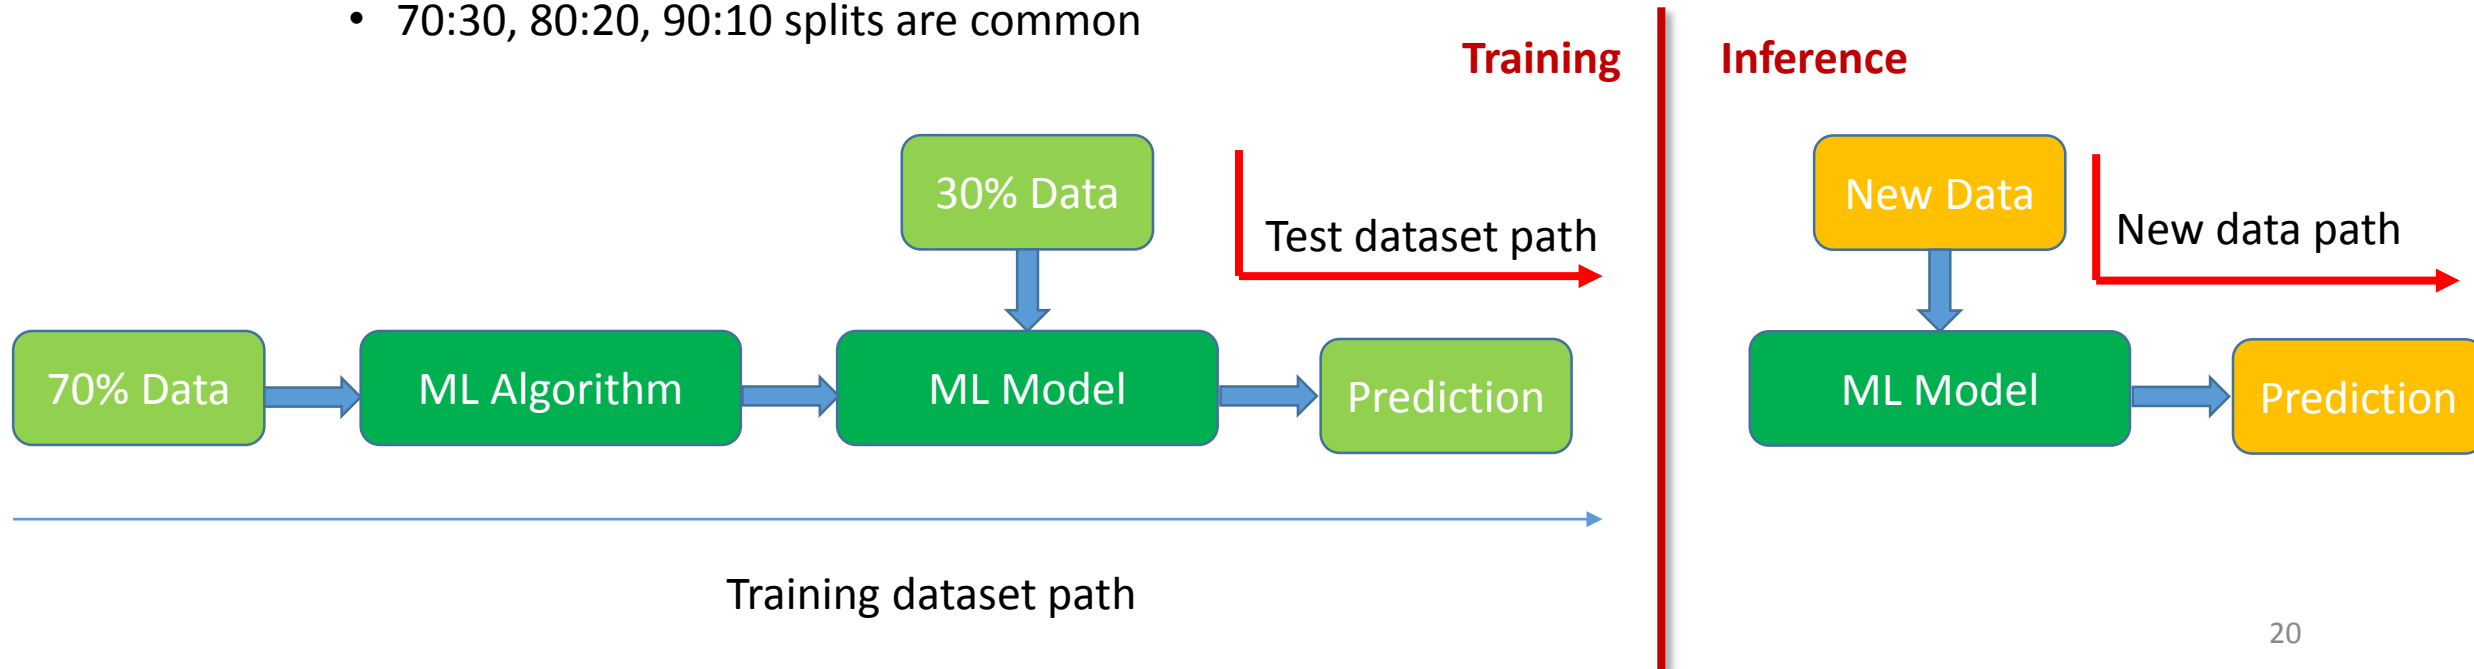 • 70:30, 80:20, 90:10 splits are common
Training
Inference
30% Data
Test dataset path
New Data
New data path
70% Data
ML Algorithm
ML Model
Prediction
ML Model
Prediction
Training dataset path
20